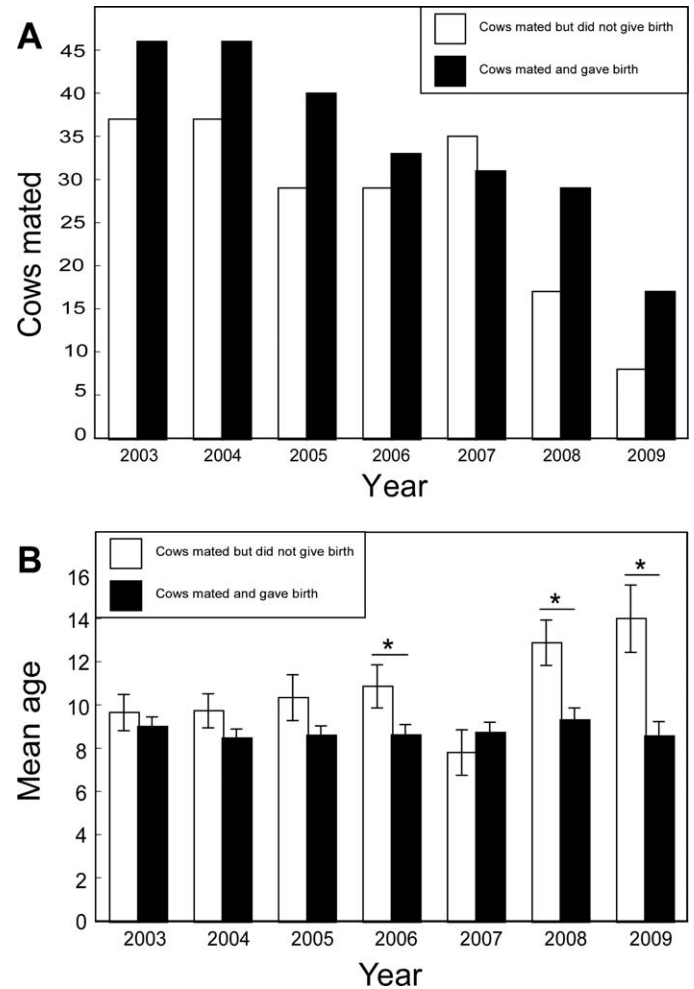 A
Cows mated but did not give birth
Cows mated and gave birth
45
40
35
30
25
20
15
10
5
0
Cows mated
2003 2004 2005 2006 2007 2008 2009
Year
B
Cows mated but did not give birth
Cows mated and gave birth
16
14
12
10
8
6
4
2
0
Mean age
* * *
2003 2004 2005 2006 2007 2008 2009
Year